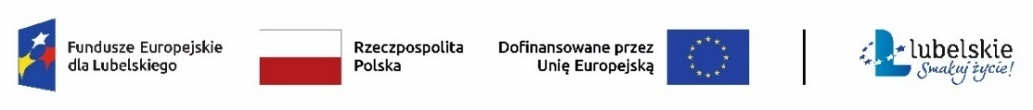 Fundusze Europejskie
dla Lubelskiego
Rzeczpospolita
Polska
Dofinansowane przez
Unię Europejską
lubelskie
Smakuj życie!